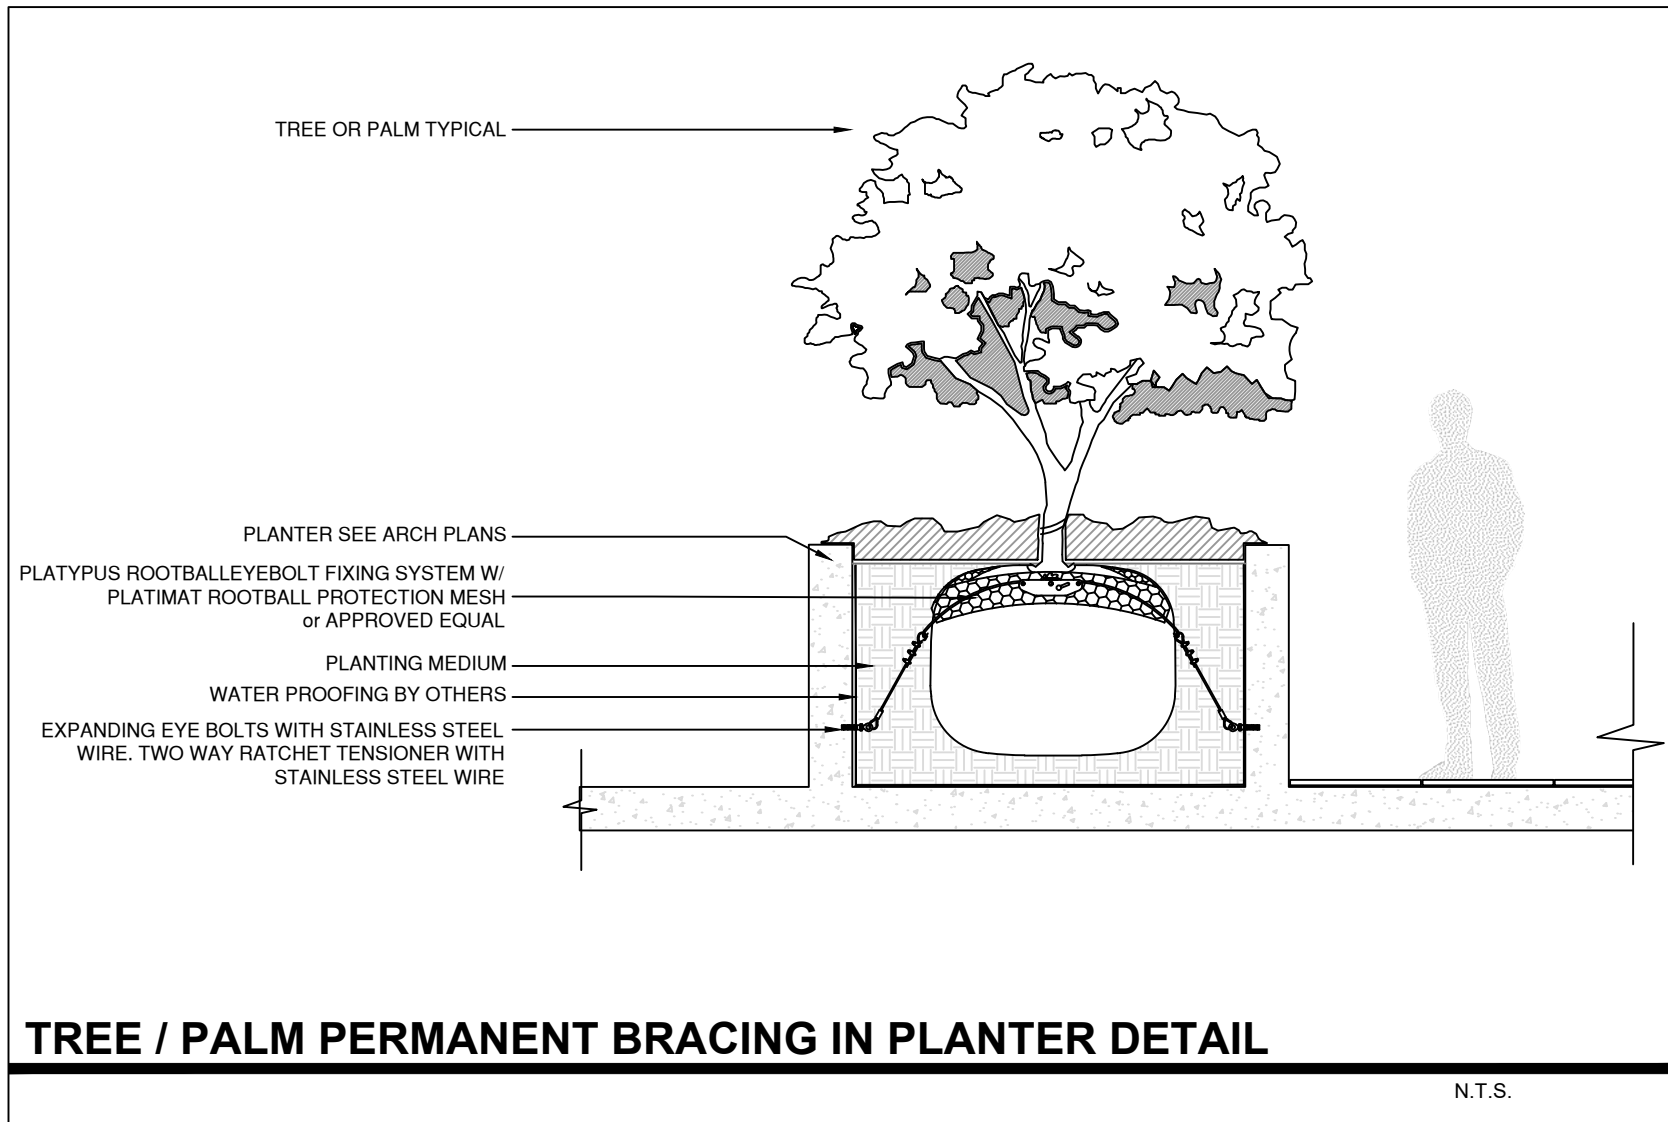 TREE OR PALM TYPICAL
PLANTER SEE ARCH PLANS
PLATYPUS ROOTBALLEYEBOLT FIXING SYSTEM W/
PLATIMAT ROOTBALL PROTECTION MESH
or APPROVED EQUAL
PLANTING MEDIUM
WATER PROOFING BY OTHERS
EXPANDING EYE BOLTS WITH STAINLESS STEEL
WIRE. TWO WAY RATCHET TENSIONER WITH
STAINLESS STEEL WIRE
TREE / PALM PERMANENT BRACING IN PLANTER DETAIL
N.T.S.